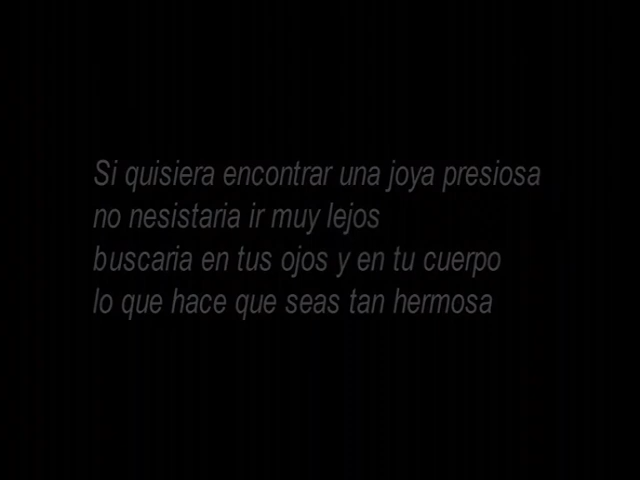 Si quisiera encontrar una joya presiosa
no nesistaria ir muy lejos
buscaria en tus ojos y en tu cuerpo
lo que hace que seas tan hermosa